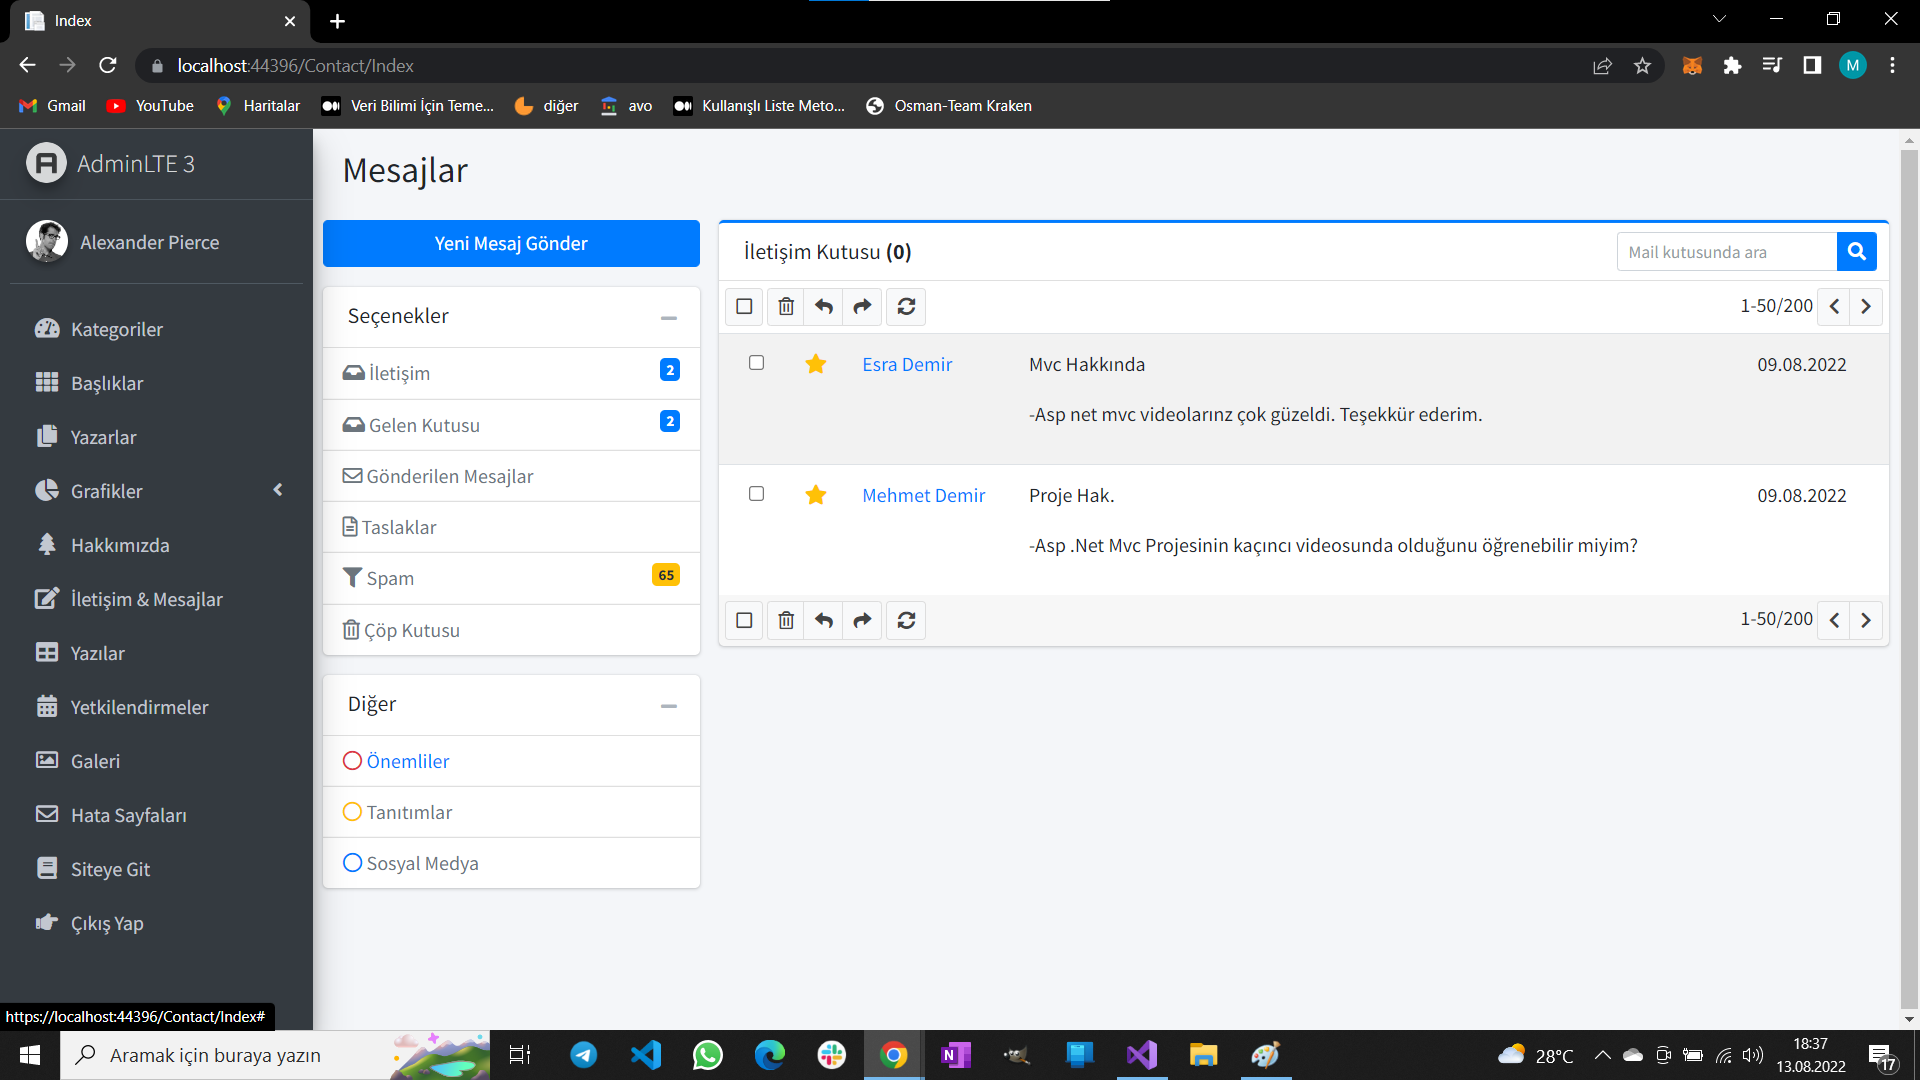 Index
localhost:44396/Contact/Index
M
Gmail
YouTube
Haritalar
Veri Bilimi İçin Teme...
diğer
avo
Kullanışlı Liste Meto...
Osman-Team Kraken
AdminLTE 3
Alexander Pierce
Kategoriler
Başlıklar
Yazarlar
Grafikler
Hakkımızda
İletişim & Mesajlar
Yazılar
Yetkilendirmeler
Galeri
Hata Sayfaları
Siteye Git
Çıkış Yap
https://localhost:44396/Contact/Index#
Mesajlar
Yeni Mesaj Gönder
Seçenekler
İletişim 2
Gelen Kutusu 2
Gönderilen Mesajlar
Taslaklar
Spam 65
Çöp Kutusu
Diğer
Önemliler
Tanıtımlar
Sosyal Medya
İletişim Kutusu (0)
Mail kutusunda ara
1-50/200
Esra Demir Mvc Hakkında 09.08.2022
-Asp net mvc videolarınz çok güzeldi. Teşekkür ederim.
Mehmet Demir Proje Hak. 09.08.2022
-Asp .Net Mvc Projesinin kaçıncı videosunda olduğunu öğrenebilir miyim?
1-50/200
Aramak için buraya yazın
28°C
18:37
13.08.2022
17